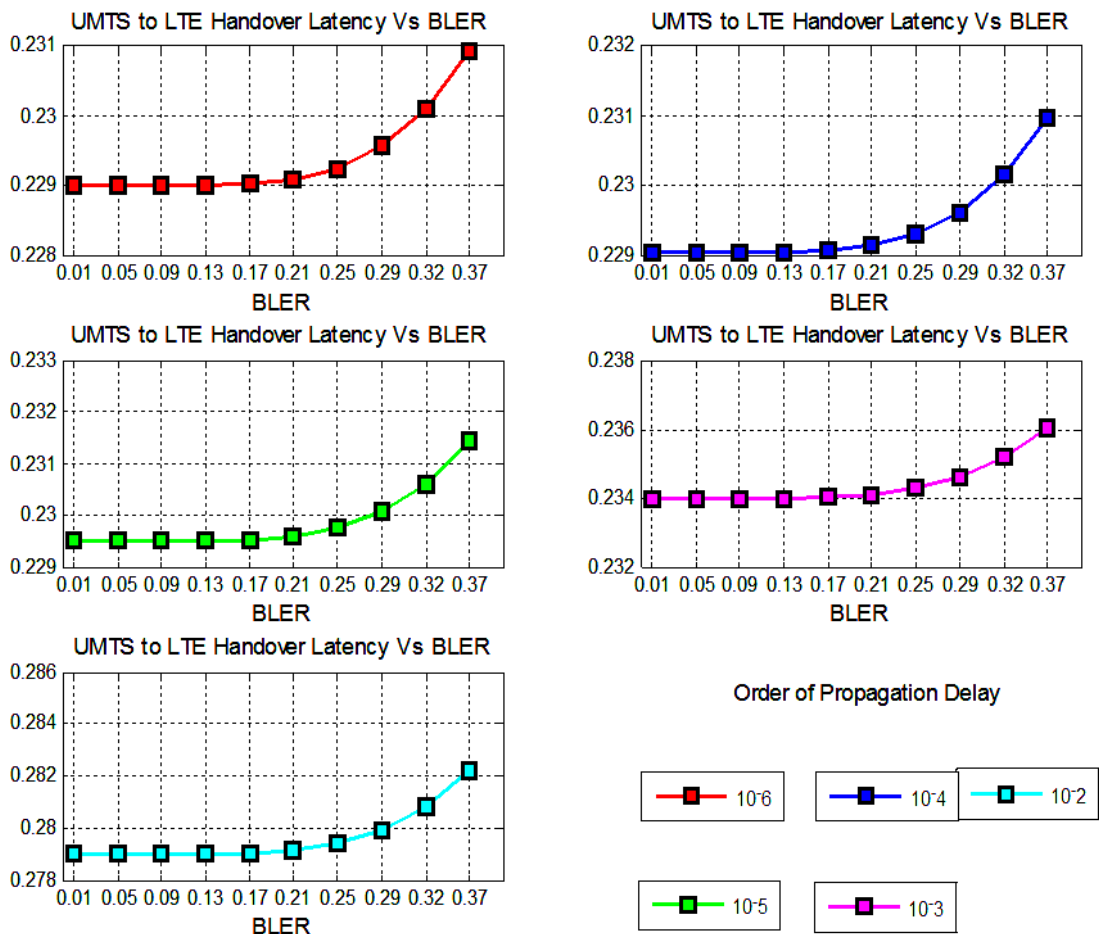 UMTS to LTE Handover Latency Vs BLER
0.231
0.23
0.229
0.228
0.01 0.05 0.09 0.13 0.17 0.21 0.25 0.29 0.32 0.37
BLER
UMTS to LTE Handover Latency Vs BLER
0.232
0.231
0.23
0.229
0.01 0.05 0.09 0.13 0.17 0.21 0.25 0.29 0.32 0.37
BLER
UMTS to LTE Handover Latency Vs BLER
0.233
0.232
0.231
0.23
0.229
0.01 0.05 0.09 0.13 0.17 0.21 0.25 0.29 0.32 0.37
BLER
UMTS to LTE Handover Latency Vs BLER
0.238
0.236
0.234
0.232
0.01 0.05 0.09 0.13 0.17 0.21 0.25 0.29 0.32 0.37
BLER
UMTS to LTE Handover Latency Vs BLER
0.286
0.284
0.282
0.28
0.278
0.01 0.05 0.09 0.13 0.17 0.21 0.25 0.29 0.32 0.37
BLER
Order of Propagation Delay
10⁻6 10⁻4 10⁻2
10⁻5 10⁻3